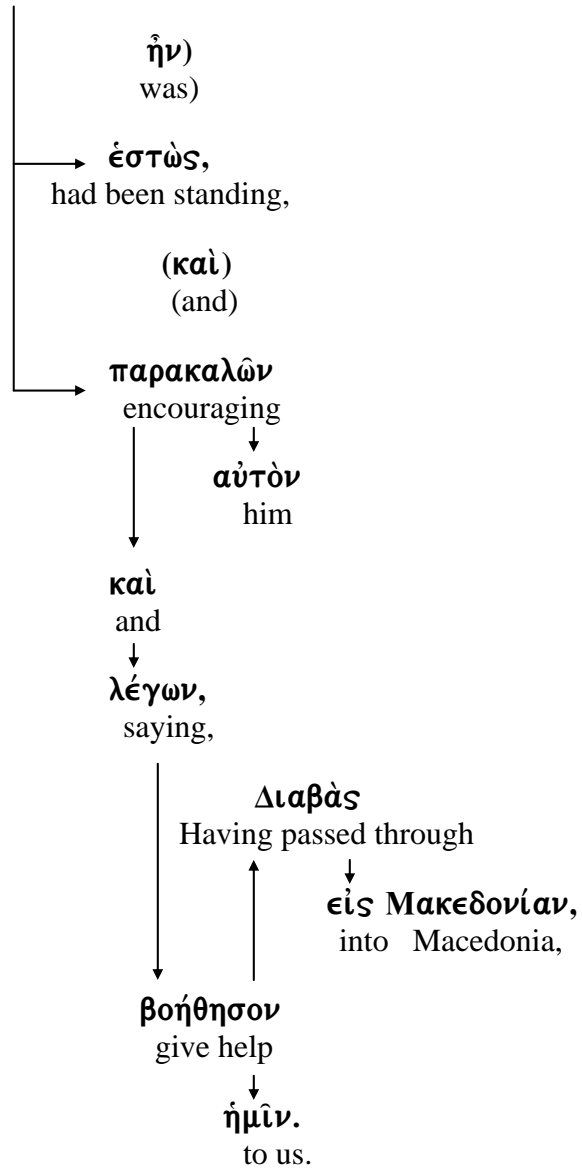 ἦν)
was)
ἑστὼς,
had been standing,
(καὶ)
(and)
παρακαλῶν
encouraging
αὐτὸν
him
καὶ
and
λέγων,
saying,
Διαβὰς
Having passed through
εἰς Μακεδονίαν,
into Macedonia,
βοήθησον
give help
ἡμῖν.
to us.